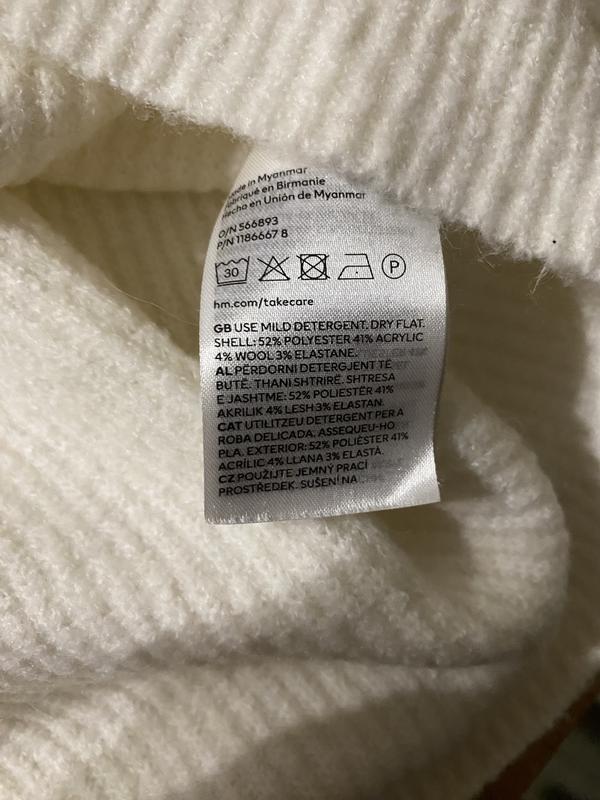 made in Myanmar
Fabriqué en Birmanie
Hecho en Unión de Myanmar
O/N 566893
P/N 1186667 8
30 P
hm.com/takecare
GB USE MILD DETERGENT. DRY FLAT.
SHELL: 52% POLYESTER 41% ACRYLIC
4% WOOL 3% ELASTANE.
AL PËRDORNI DETERGJENT TË
BUTË. THANI SHTRIRË. SHTRESA
E JASHTME: 52% POLIESTËR 41%
AKRILIK 4% LESH 3% ELASTAN.
CAT UTILITZEU DETERGENT PER A
ROBA DELICADA. ASSEQUEU-HO
PLA. EXTERIOR: 52% POLIÈSTER 41%
ACRÍLIC 4% LLANA 3% ELASTÀ.
CZ POUŽIJTE JEMNÝ PRACÍ
PROSTŘEDEK. SUŠENÍ NA